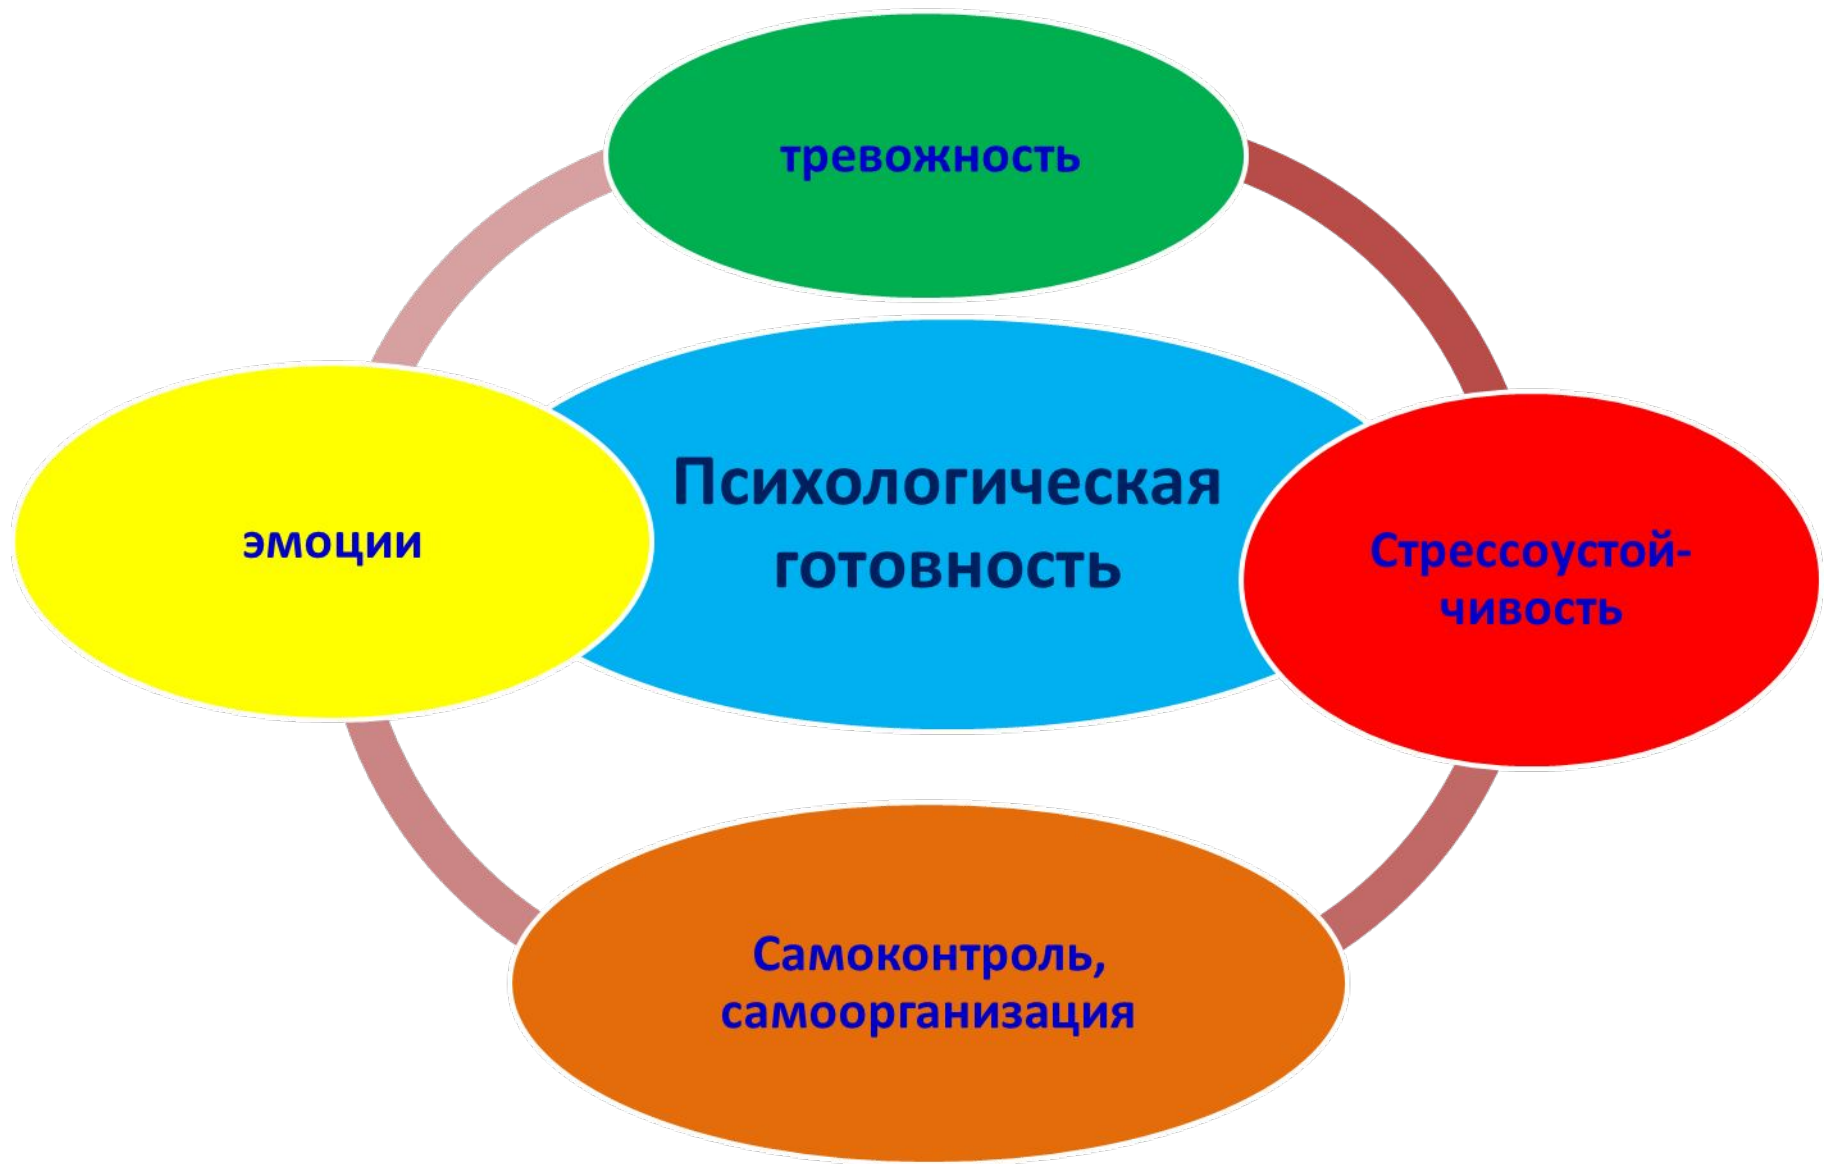 тревожность
Психологическая
готовность
эмоции
Стрессоустой-
чивость
Самоконтроль,
самоорганизация